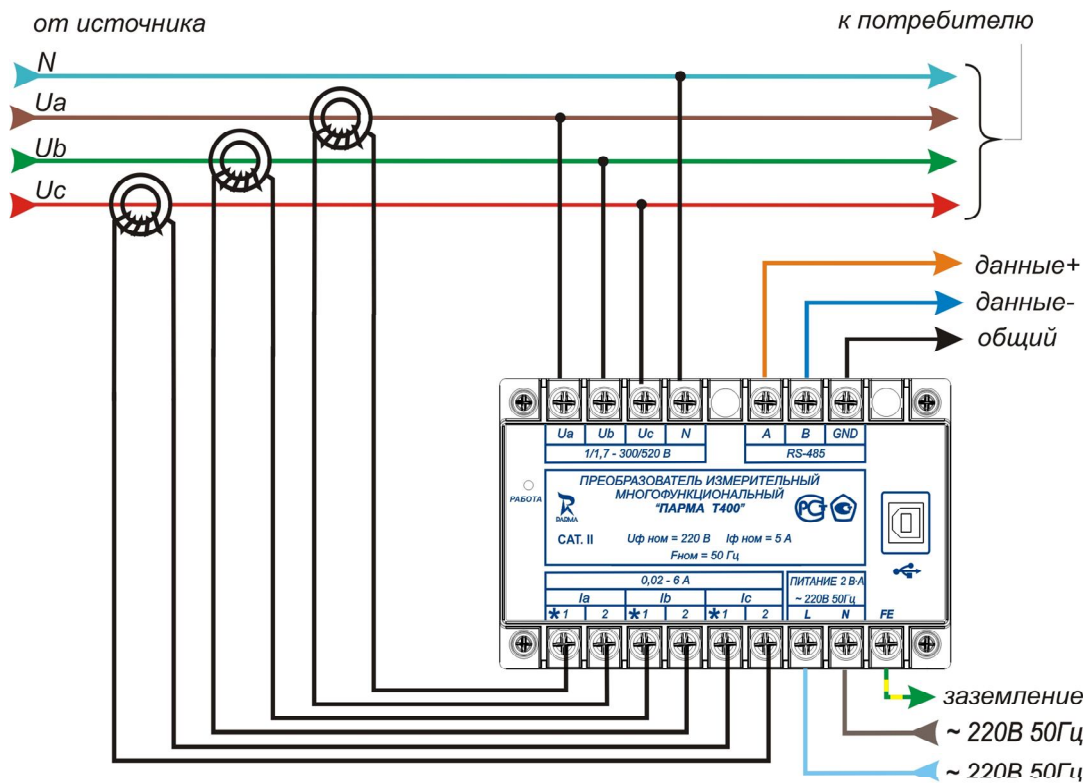 от источника
к потребителю
N
Ua
Ub
Uc
данные+
данные-
общий
Ua Ub Uc N A B GND
1/1,7 - 300/520 В RS-485
РАБОТА
ПРЕОБРАЗОВАТЕЛЬ ИЗМЕРИТЕЛЬНЫЙ
МНОГОФУНКЦИОНАЛЬНЫЙ
"ПАРМА Т400"
PARMA
РСТ
CAT. II Uф ном = 220 В Iф ном = 5 А
Fном = 50 Гц
0,02 - 6 А ПИТАНИЕ 2 В·А
Ia Ib Ic ~ 220В 50Гц
*1 2 *1 2 *1 2 L N FE
заземление
~ 220В 50Гц
~ 220В 50Гц